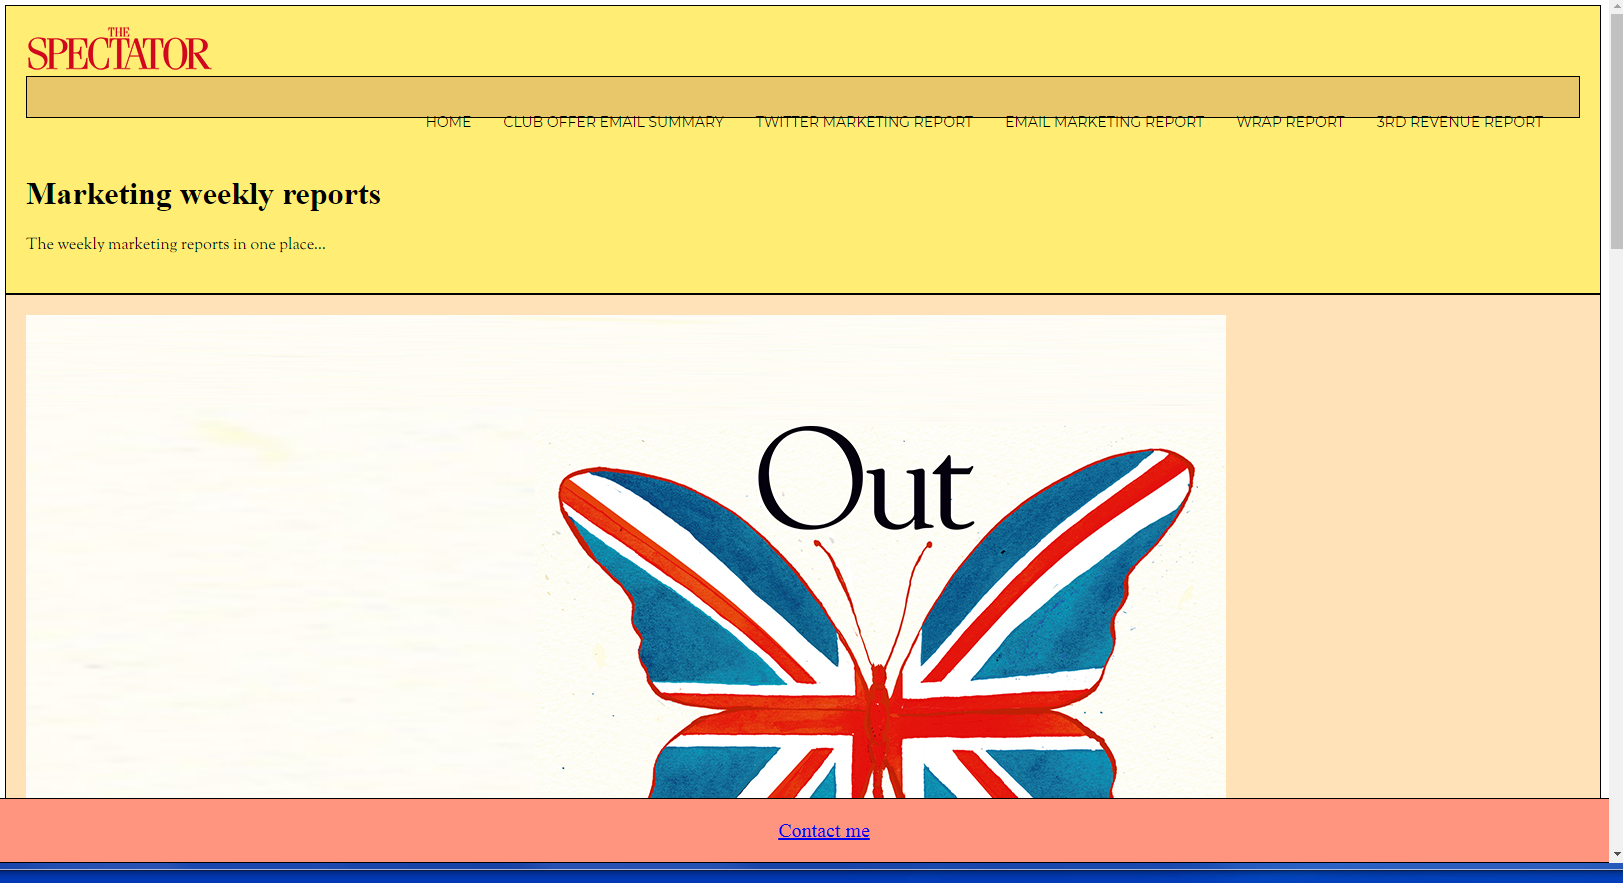 THE
SPECTATOR
HOME CLUB OFFER EMAIL SUMMARY TWITTER MARKETING REPORT EMAIL MARKETING REPORT WRAP REPORT 3RD REVENUE REPORT
Marketing weekly reports
The weekly marketing reports in one place...
Out
Contact me